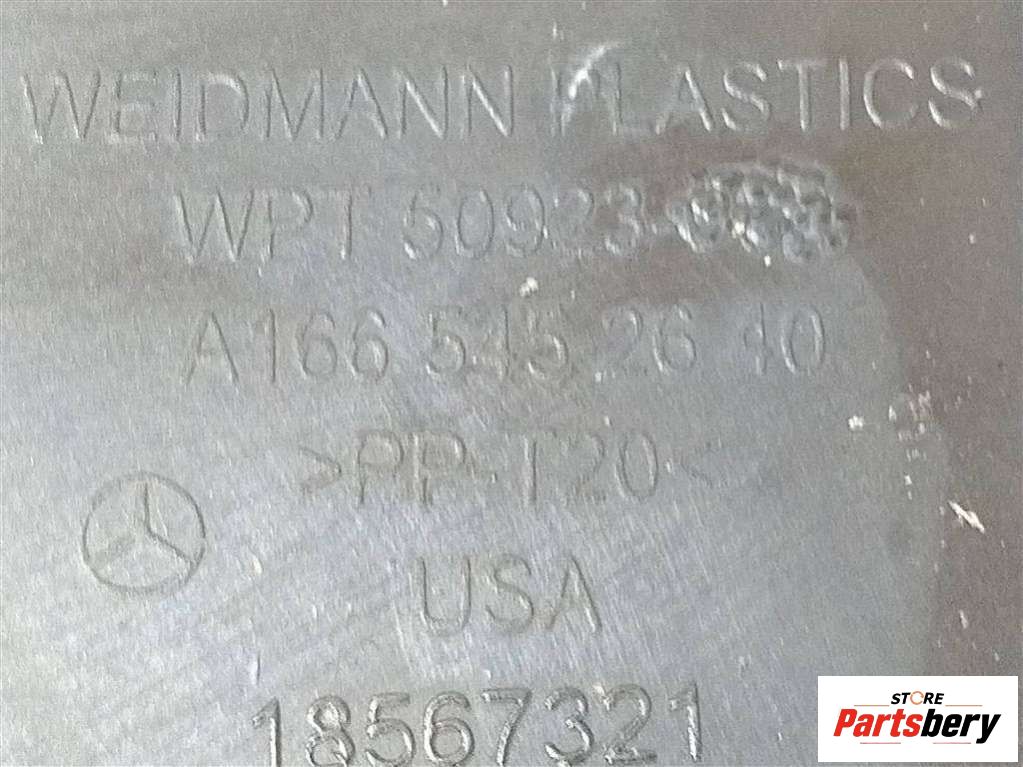 WEIDMANN PLASTICS
WPT 50923-
A166 545 26 40
>PP-T20<
USA
18567321
STORE
Partsbery